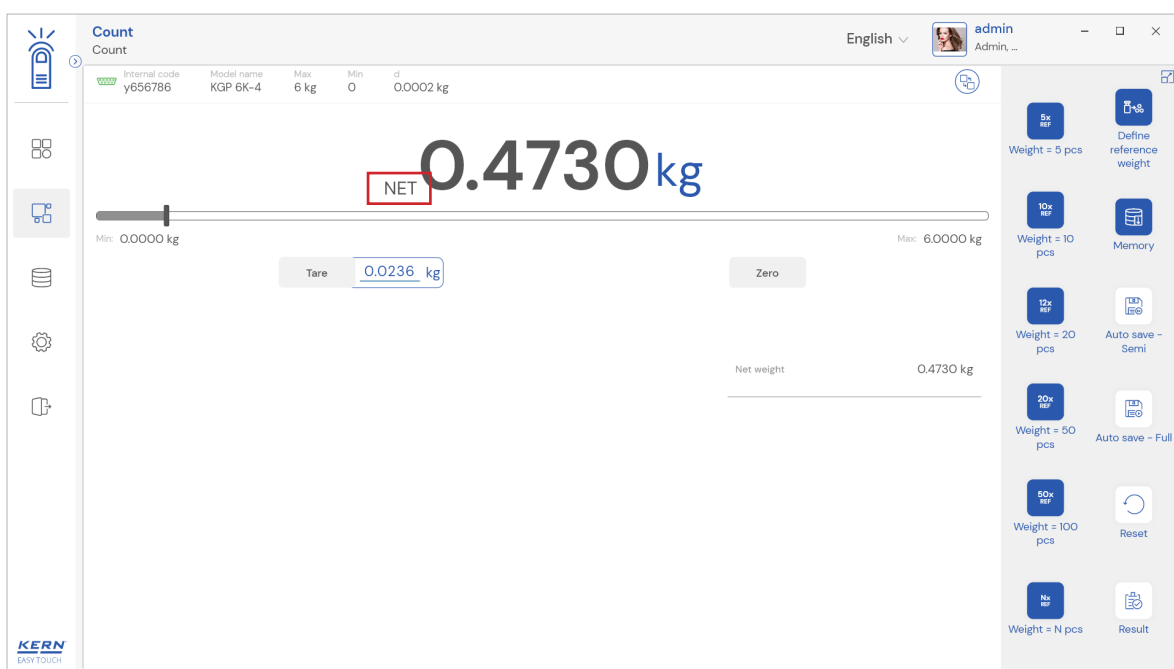 Count
Count
English
admin
Admin, ...
Internal code
y656786
Model name
KGP 6K-4
Max
6 kg
Min
0
d
0.0002 kg
NET 0.4730 kg
Min: 0.0000 kg
Max: 6.0000 kg
Tare 0.0236 kg
Zero
Net weight 0.4730 kg
5x
REF
Weight = 5 pcs
Define
reference
weight
10x
REF
Weight = 10
pcs
Memory
12x
REF
Weight = 20
pcs
Auto save -
Semi
20x
REF
Weight = 50
pcs
Auto save - Full
50x
REF
Weight = 100
pcs
Reset
Nx
REF
Weight = N pcs
Result
KERN
EASY TOUCH